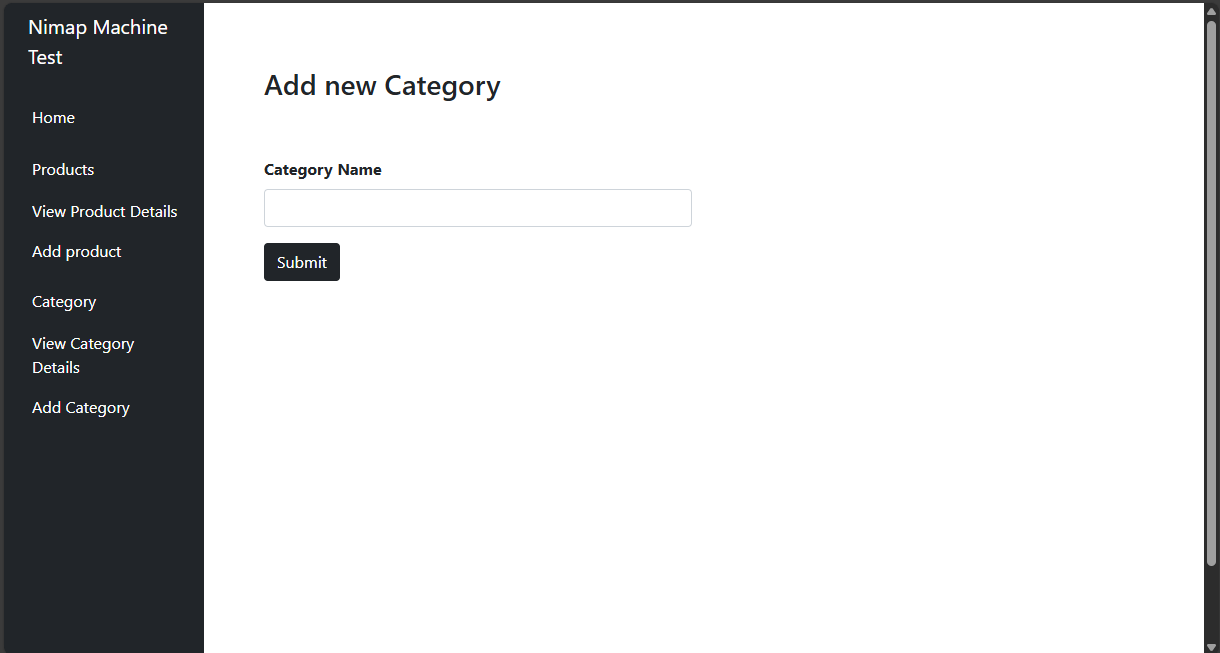 Nimap Machine
Test
Home
Products
View Product Details
Add product
Category
View Category
Details
Add Category
Add new Category
Category Name
Submit